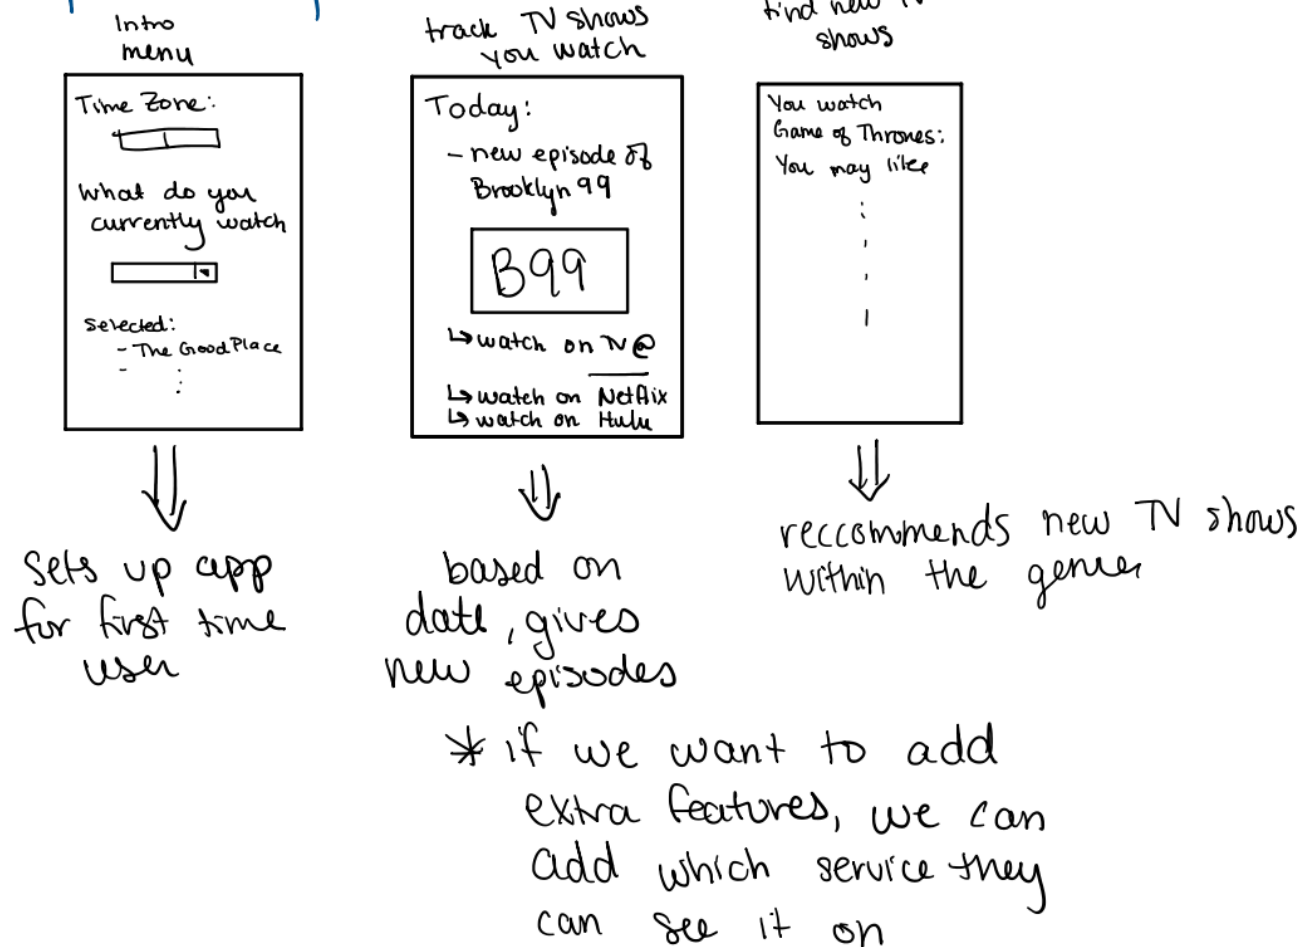 Intro
menu
Time Zone:
What do you
currently watch
selected:
- The Good Place
-
track TV shows
you watch
Today:
- new episode of
Brooklyn 99
B99
↳ watch on TV @
↳ watch on Netflix
↳ watch on Hulu
find new TV
shows
You watch
Game of Thrones:
You may like
sets up app
for first time
user
based on
date, gives
new episodes
* if we want to add
extra features, we can
add which service they
can see it on
reccommends new TV shows
within the